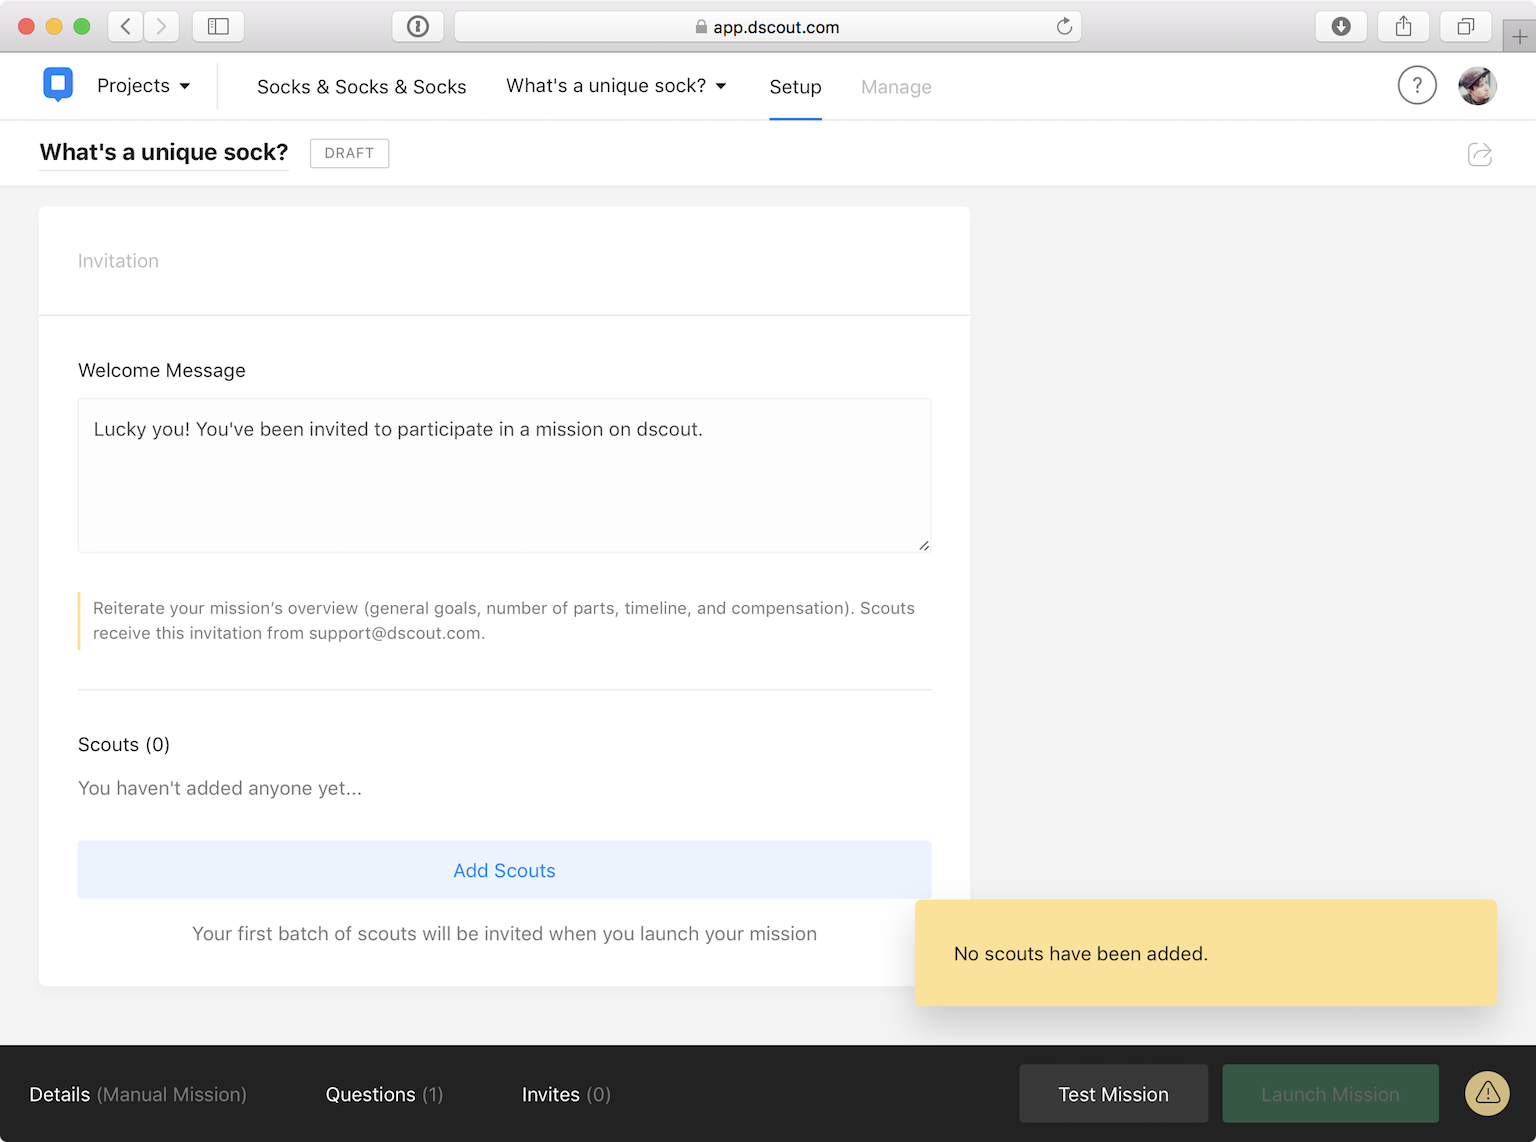 app.dscout.com
Projects
Socks & Socks & Socks
What's a unique sock?
Setup
Manage
?
What's a unique sock?
DRAFT
Invitation
Welcome Message
Lucky you! You've been invited to participate in a mission on dscout.
Reiterate your mission’s overview (general goals, number of parts, timeline, and compensation). Scouts
receive this invitation from support@dscout.com.
Scouts (0)
You haven't added anyone yet...
Add Scouts
Your first batch of scouts will be invited when you launch your mission
No scouts have been added.
Details (Manual Mission)
Questions (1)
Invites (0)
Test Mission
Launch Mission